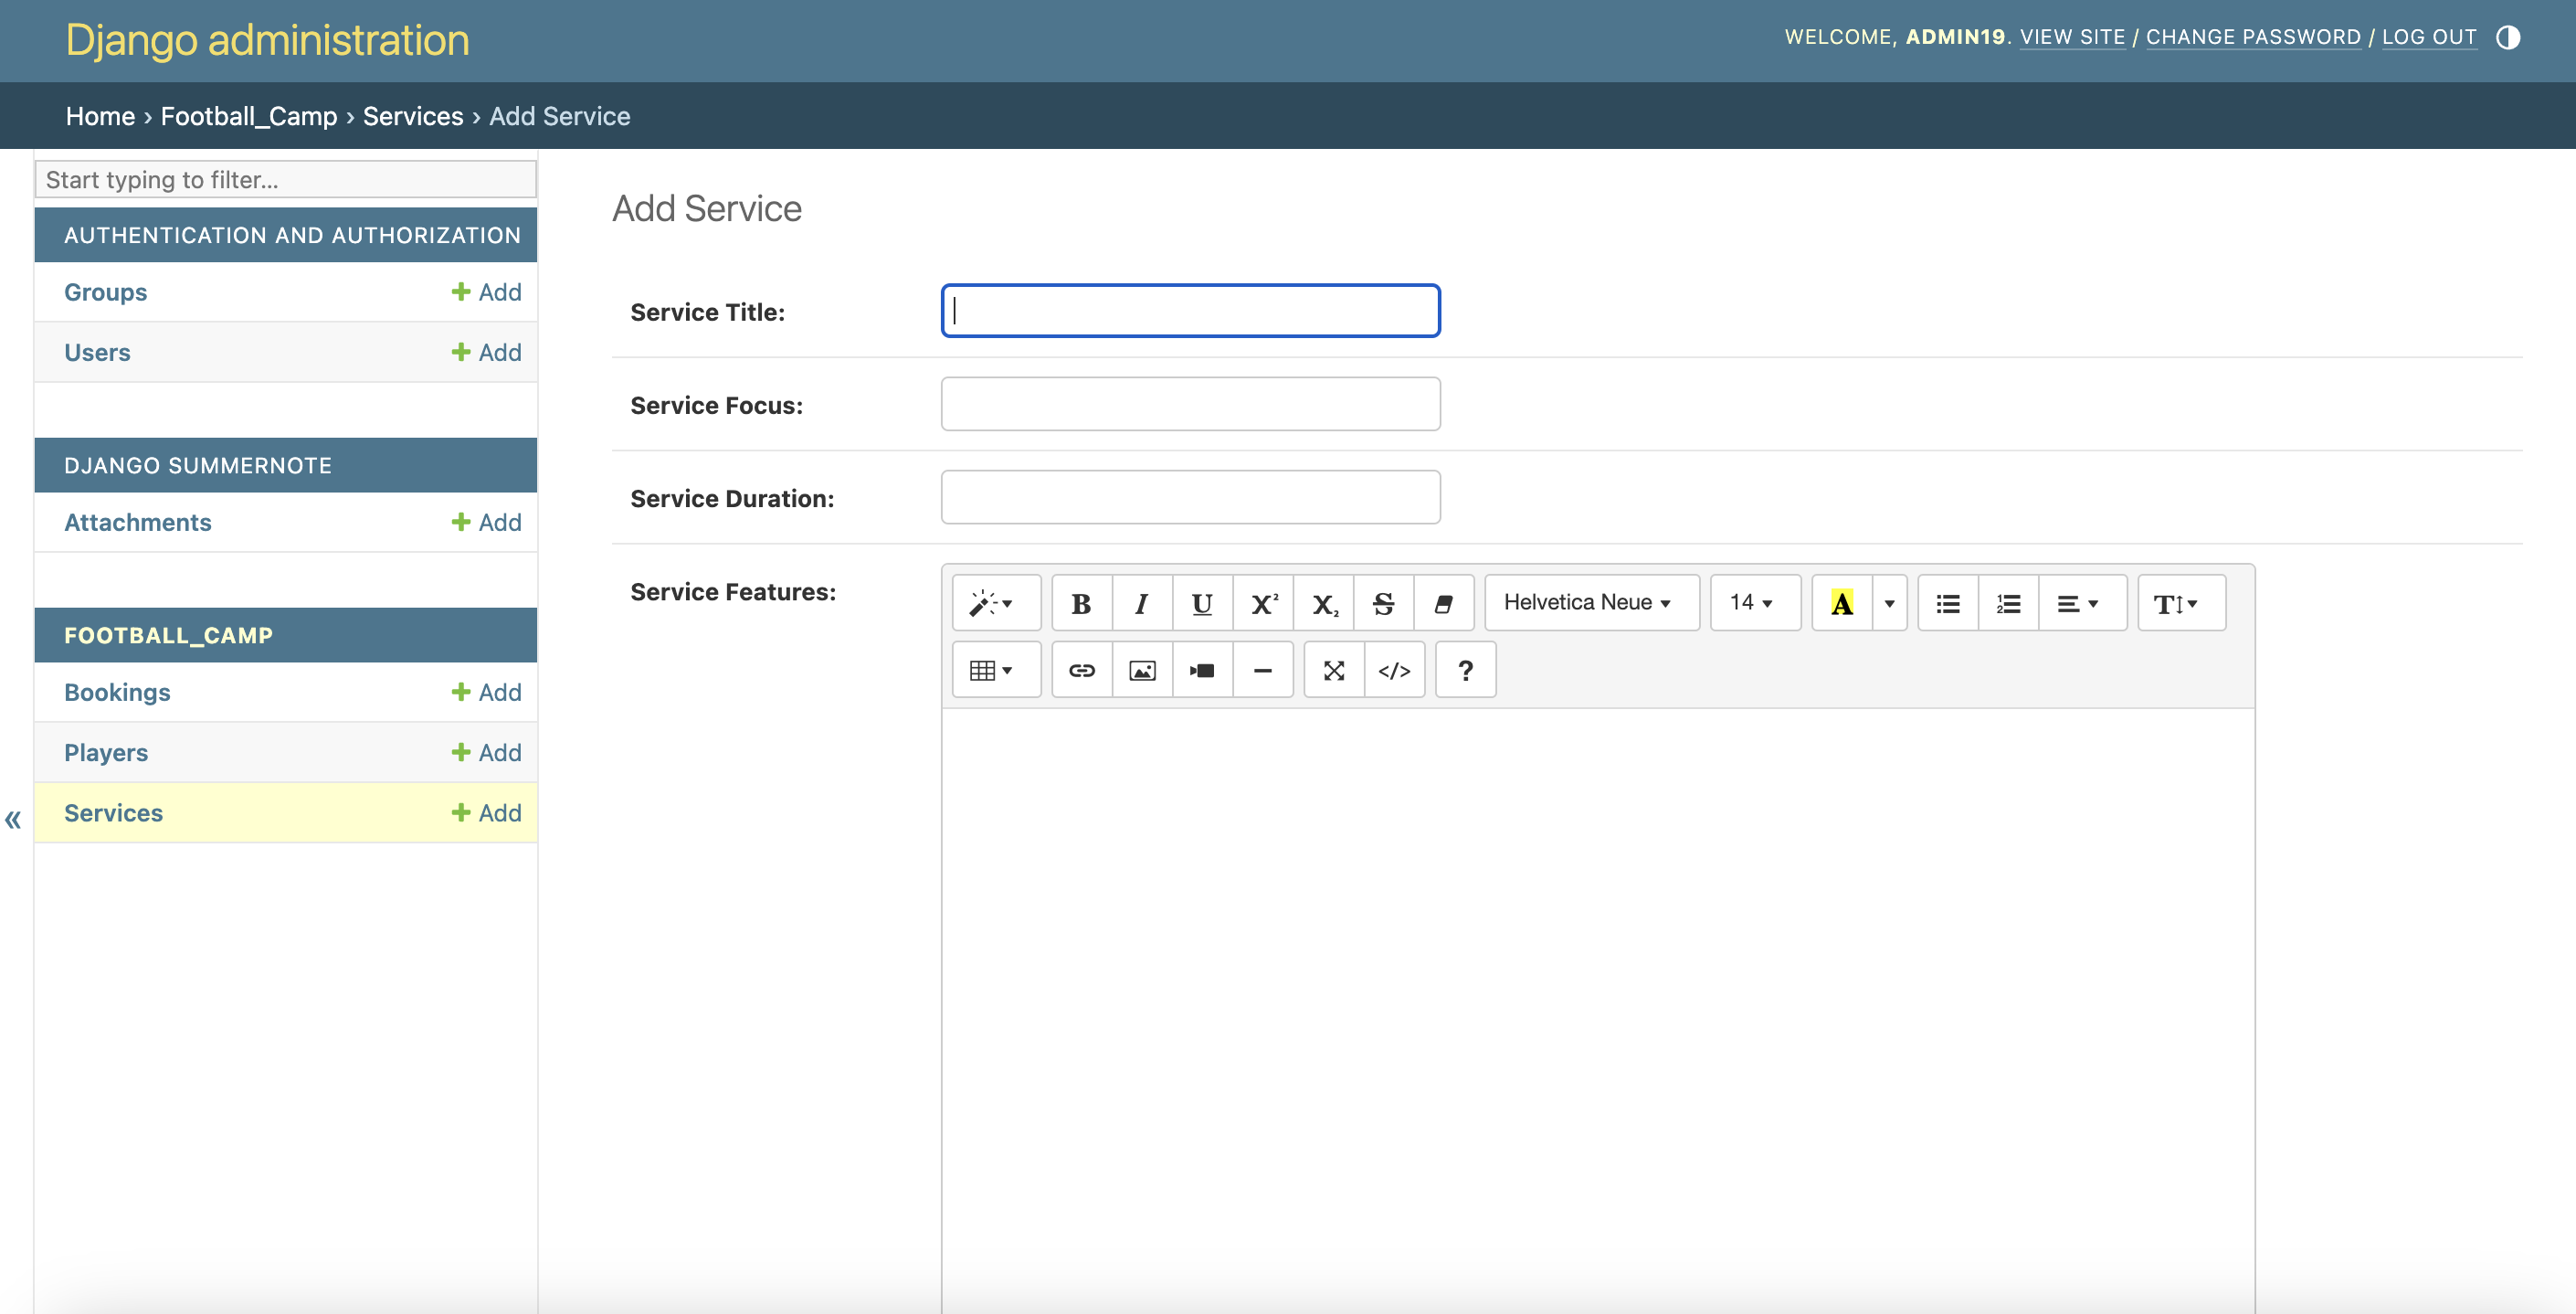 Django administration
WELCOME, ADMIN19. VIEW SITE / CHANGE PASSWORD / LOG OUT
Home › Football_Camp › Services › Add Service
Start typing to filter...
AUTHENTICATION AND AUTHORIZATION
Groups + Add
Users + Add
DJANGO SUMMERNOTE
Attachments + Add
FOOTBALL_CAMP
Bookings + Add
Players + Add
Services + Add
«
Add Service
Service Title:
Service Focus:
Service Duration:
Service Features:
B I U X² X₂ S Helvetica Neue 14 A T
</> ?